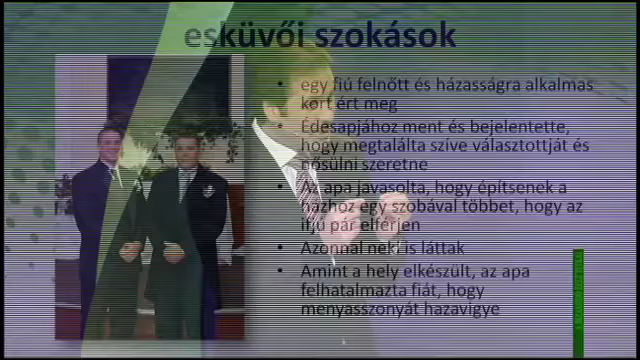 esküvői szokások
• egy fiú felnőtt és házasságra alkalmas
kort ért meg
• Édesapjához ment és bejelentette,
hogy megtalálta szíve választottját és
nősülni szeretne
• Az apa javasolta, hogy építsenek a
házhoz egy szobával többet, hogy az
ifjú pár elférjen
• Azonnal neki is láttak
• Amint a hely elkészült, az apa
felhatalmazta fiát, hogy
menyasszonyát hazavigye